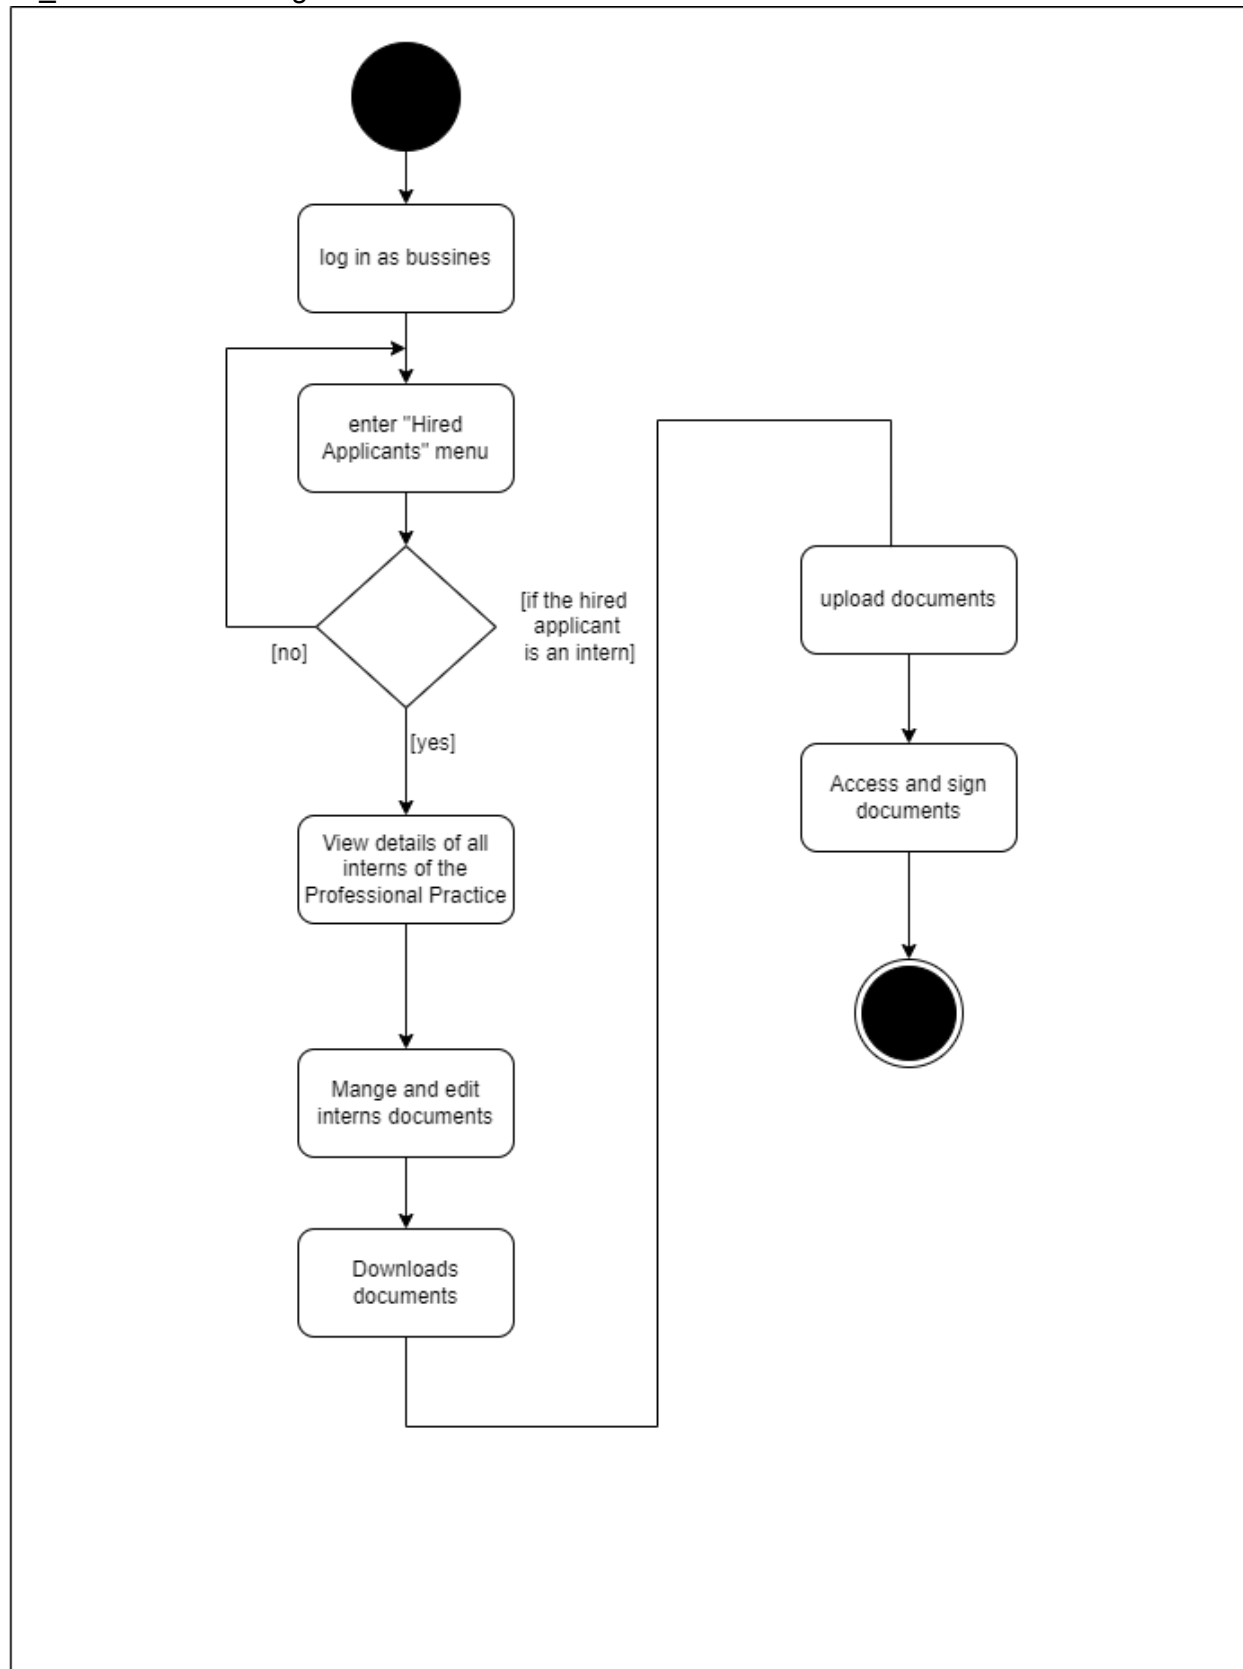 log in as bussines
enter "Hired
Applicants" menu
[if the hired
applicant
is an intern]
[no]
[yes]
View details of all
interns of the
Professional Practice
Mange and edit
interns documents
Downloads
documents
upload documents
Access and sign
documents